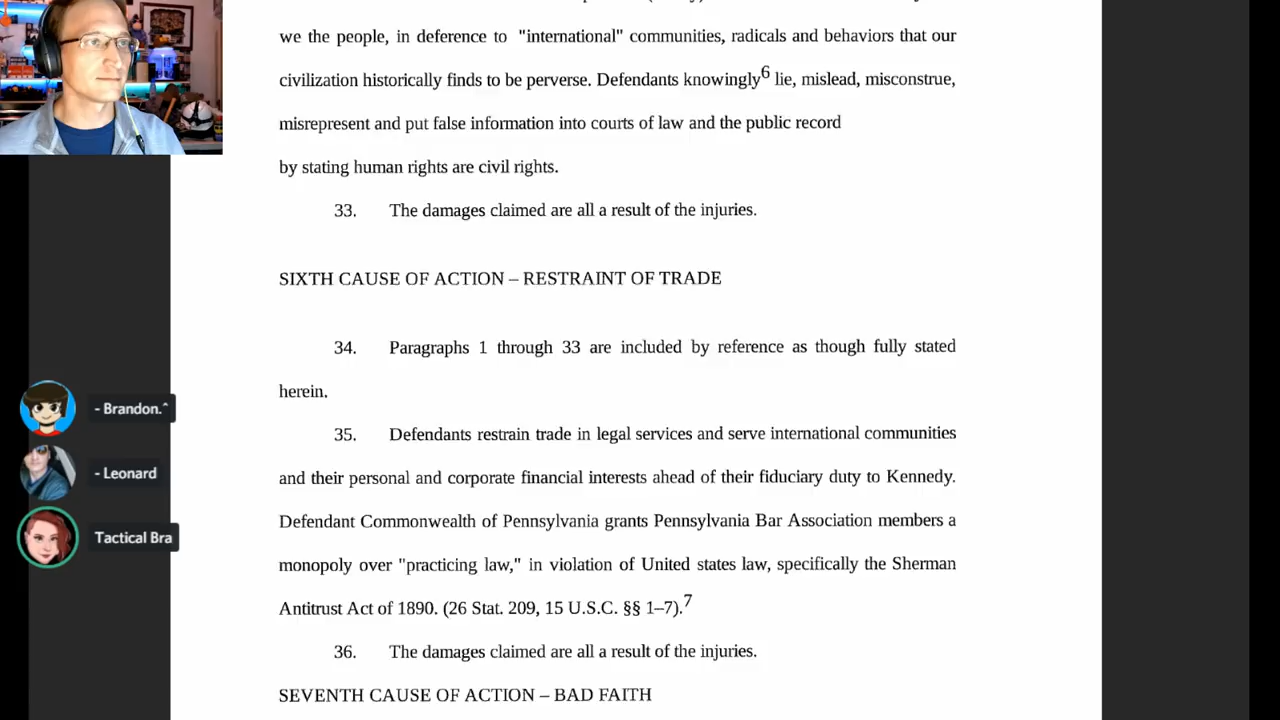 we the people, in deference to "international" communities, radicals and behaviors that our
civilization historically finds to be perverse. Defendants knowingly6 lie, mislead, misconstrue,
misrepresent and put false information into courts of law and the public record
by stating human rights are civil rights.
33. The damages claimed are all a result of the injuries.
SIXTH CAUSE OF ACTION – RESTRAINT OF TRADE
34. Paragraphs 1 through 33 are included by reference as though fully stated
herein.
- Brandon.^
35. Defendants restrain trade in legal services and serve international communities
- Leonard
and their personal and corporate financial interests ahead of their fiduciary duty to Kennedy.
Defendant Commonwealth of Pennsylvania grants Pennsylvania Bar Association members a
Tactical Bra
monopoly over "practicing law," in violation of United states law, specifically the Sherman
Antitrust Act of 1890. (26 Stat. 209, 15 U.S.C. §§ 1–7).7
36. The damages claimed are all a result of the injuries.
SEVENTH CAUSE OF ACTION – BAD FAITH